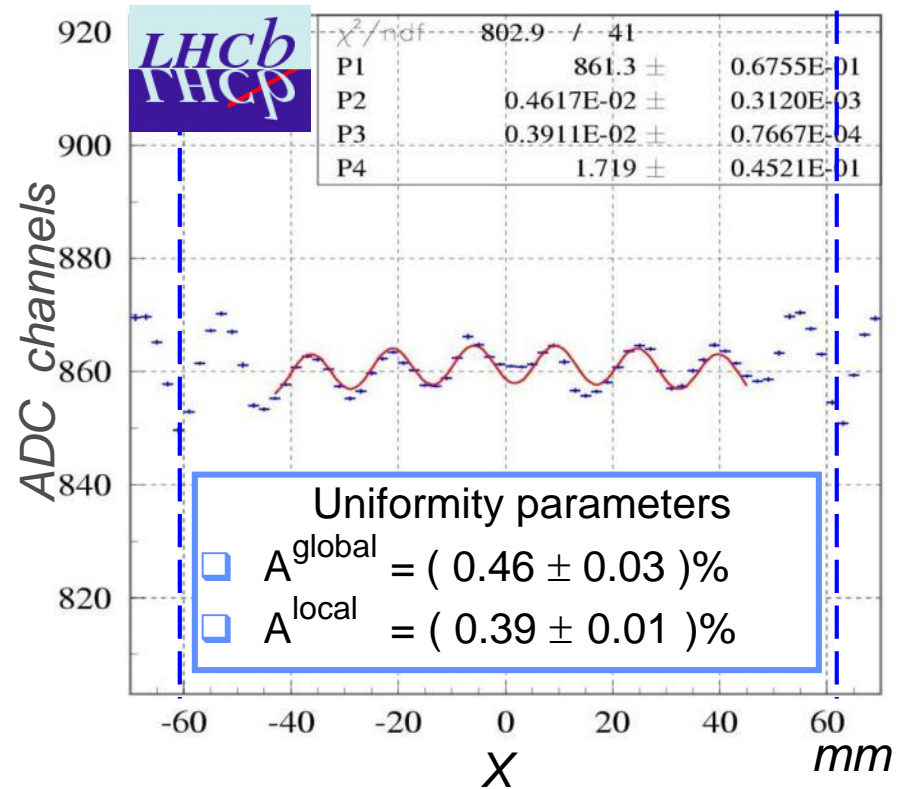 LHCb
LHCb
χ²/ndf 802.9 / 41
P1 861.3 ± 0.6755E-01
P2 0.4617E-02 ± 0.3120E-03
P3 0.3911E-02 ± 0.7667E-04
P4 1.719 ± 0.4521E-01
ADC channels
920
900
880
860
840
820
Uniformity parameters
❑ A^global = ( 0.46 ± 0.03 )%
❑ A^local = ( 0.39 ± 0.01 )%
-60 -40 -20 0 20 40 60
X mm